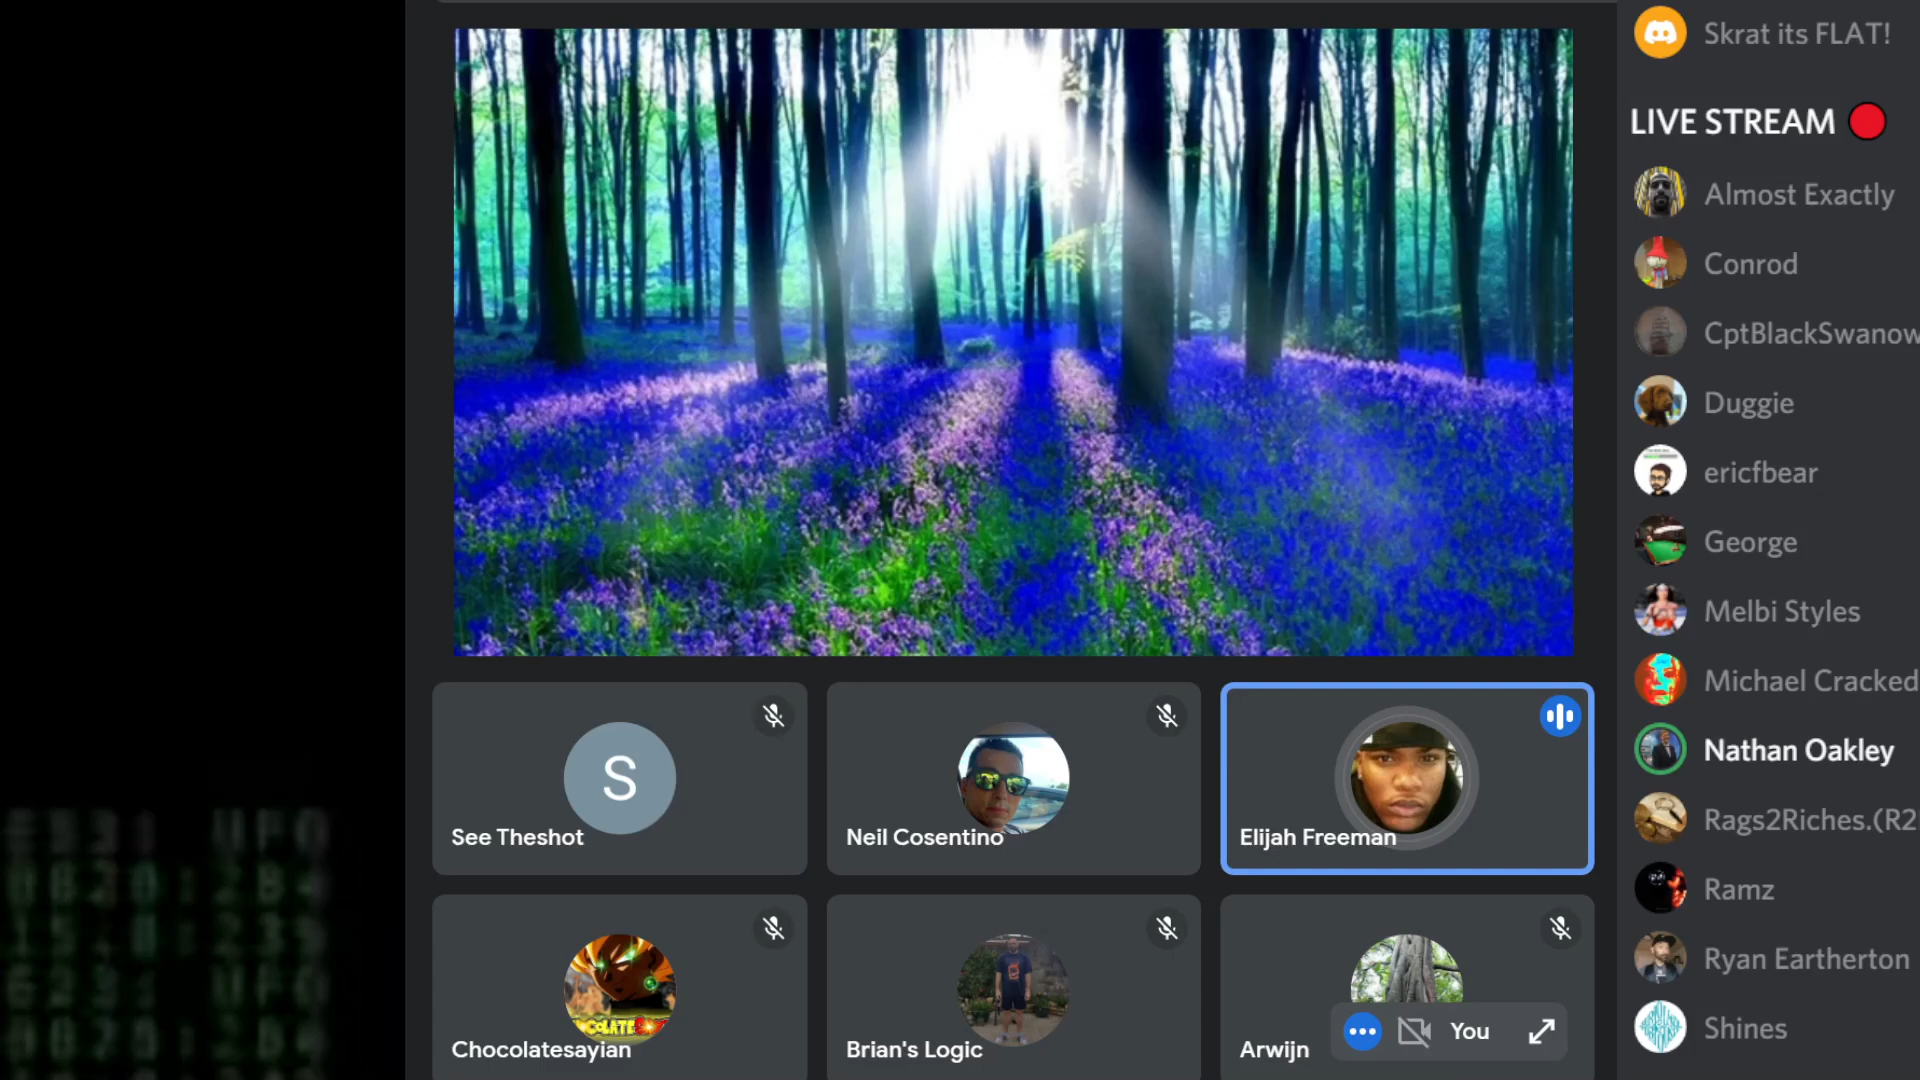 Skrat its FLAT!
LIVE STREAM
Almost Exactly
Conrod
CptBlackSwanow
Duggie
ericfbear
George
Melbi Styles
Michael Cracked
Nathan Oakley
Rags2Riches.(R2
Ramz
Ryan Eartherton
Shines
S
See Theshot
Neil Cosentino
Elijah Freeman
Chocolatesayian
Brian's Logic
Arwijn
You